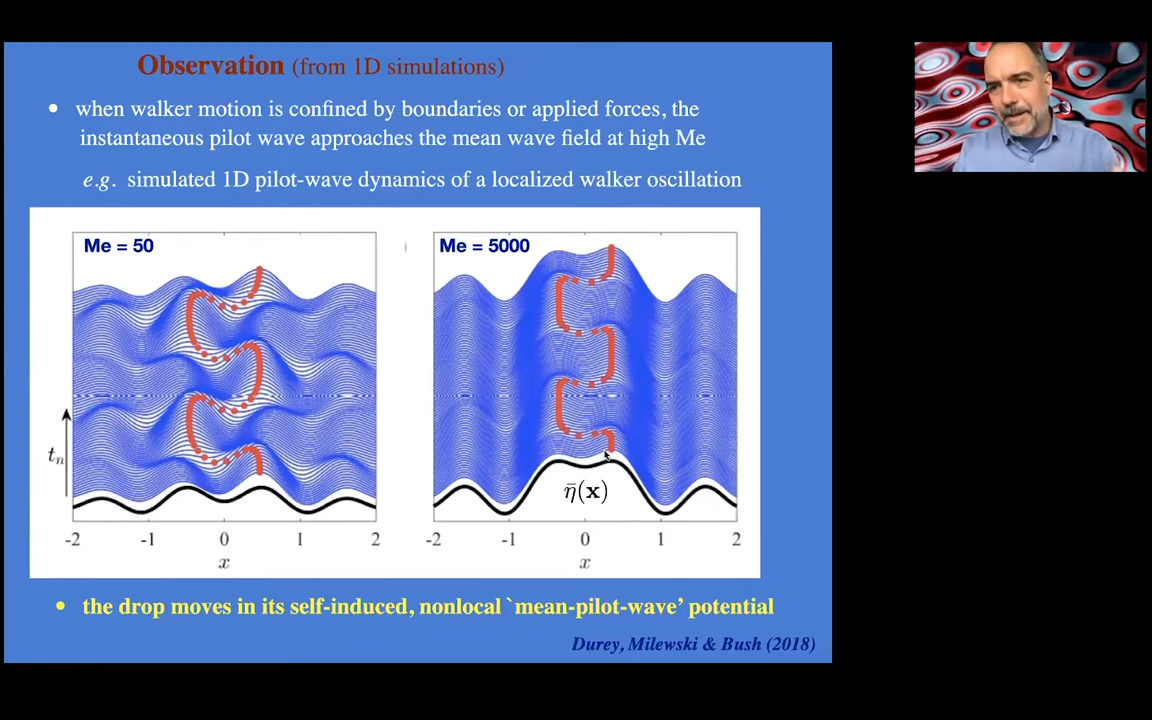 Observation (from 1D simulations)
• when walker motion is confined by boundaries or applied forces, the
instantaneous pilot wave approaches the mean wave field at high Me
e.g. simulated 1D pilot-wave dynamics of a localized walker oscillation
Me = 50
Me = 5000
tₙ
η̄(x)
-2 -1 0 1 2
-2 -1 0 1 2
x
x
• the drop moves in its self-induced, nonlocal `mean-pilot-wave' potential
Durey, Milewski & Bush (2018)